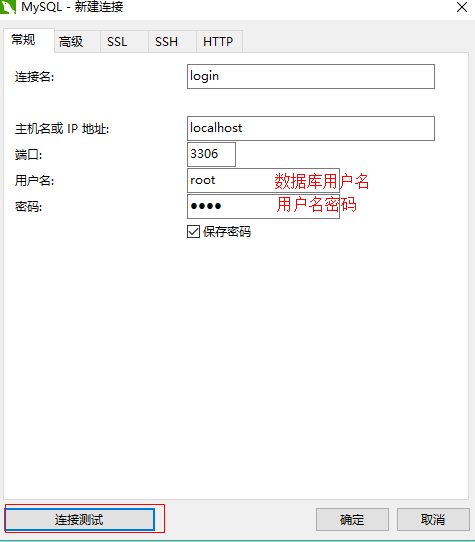 MySQL - 新建连接
常规 高级 SSL SSH HTTP
连接名: login
主机名或 IP 地址: localhost
端口: 3306
用户名: root 数据库用户名
密码: ●●●● 用户名密码
保存密码
连接测试 确定 取消